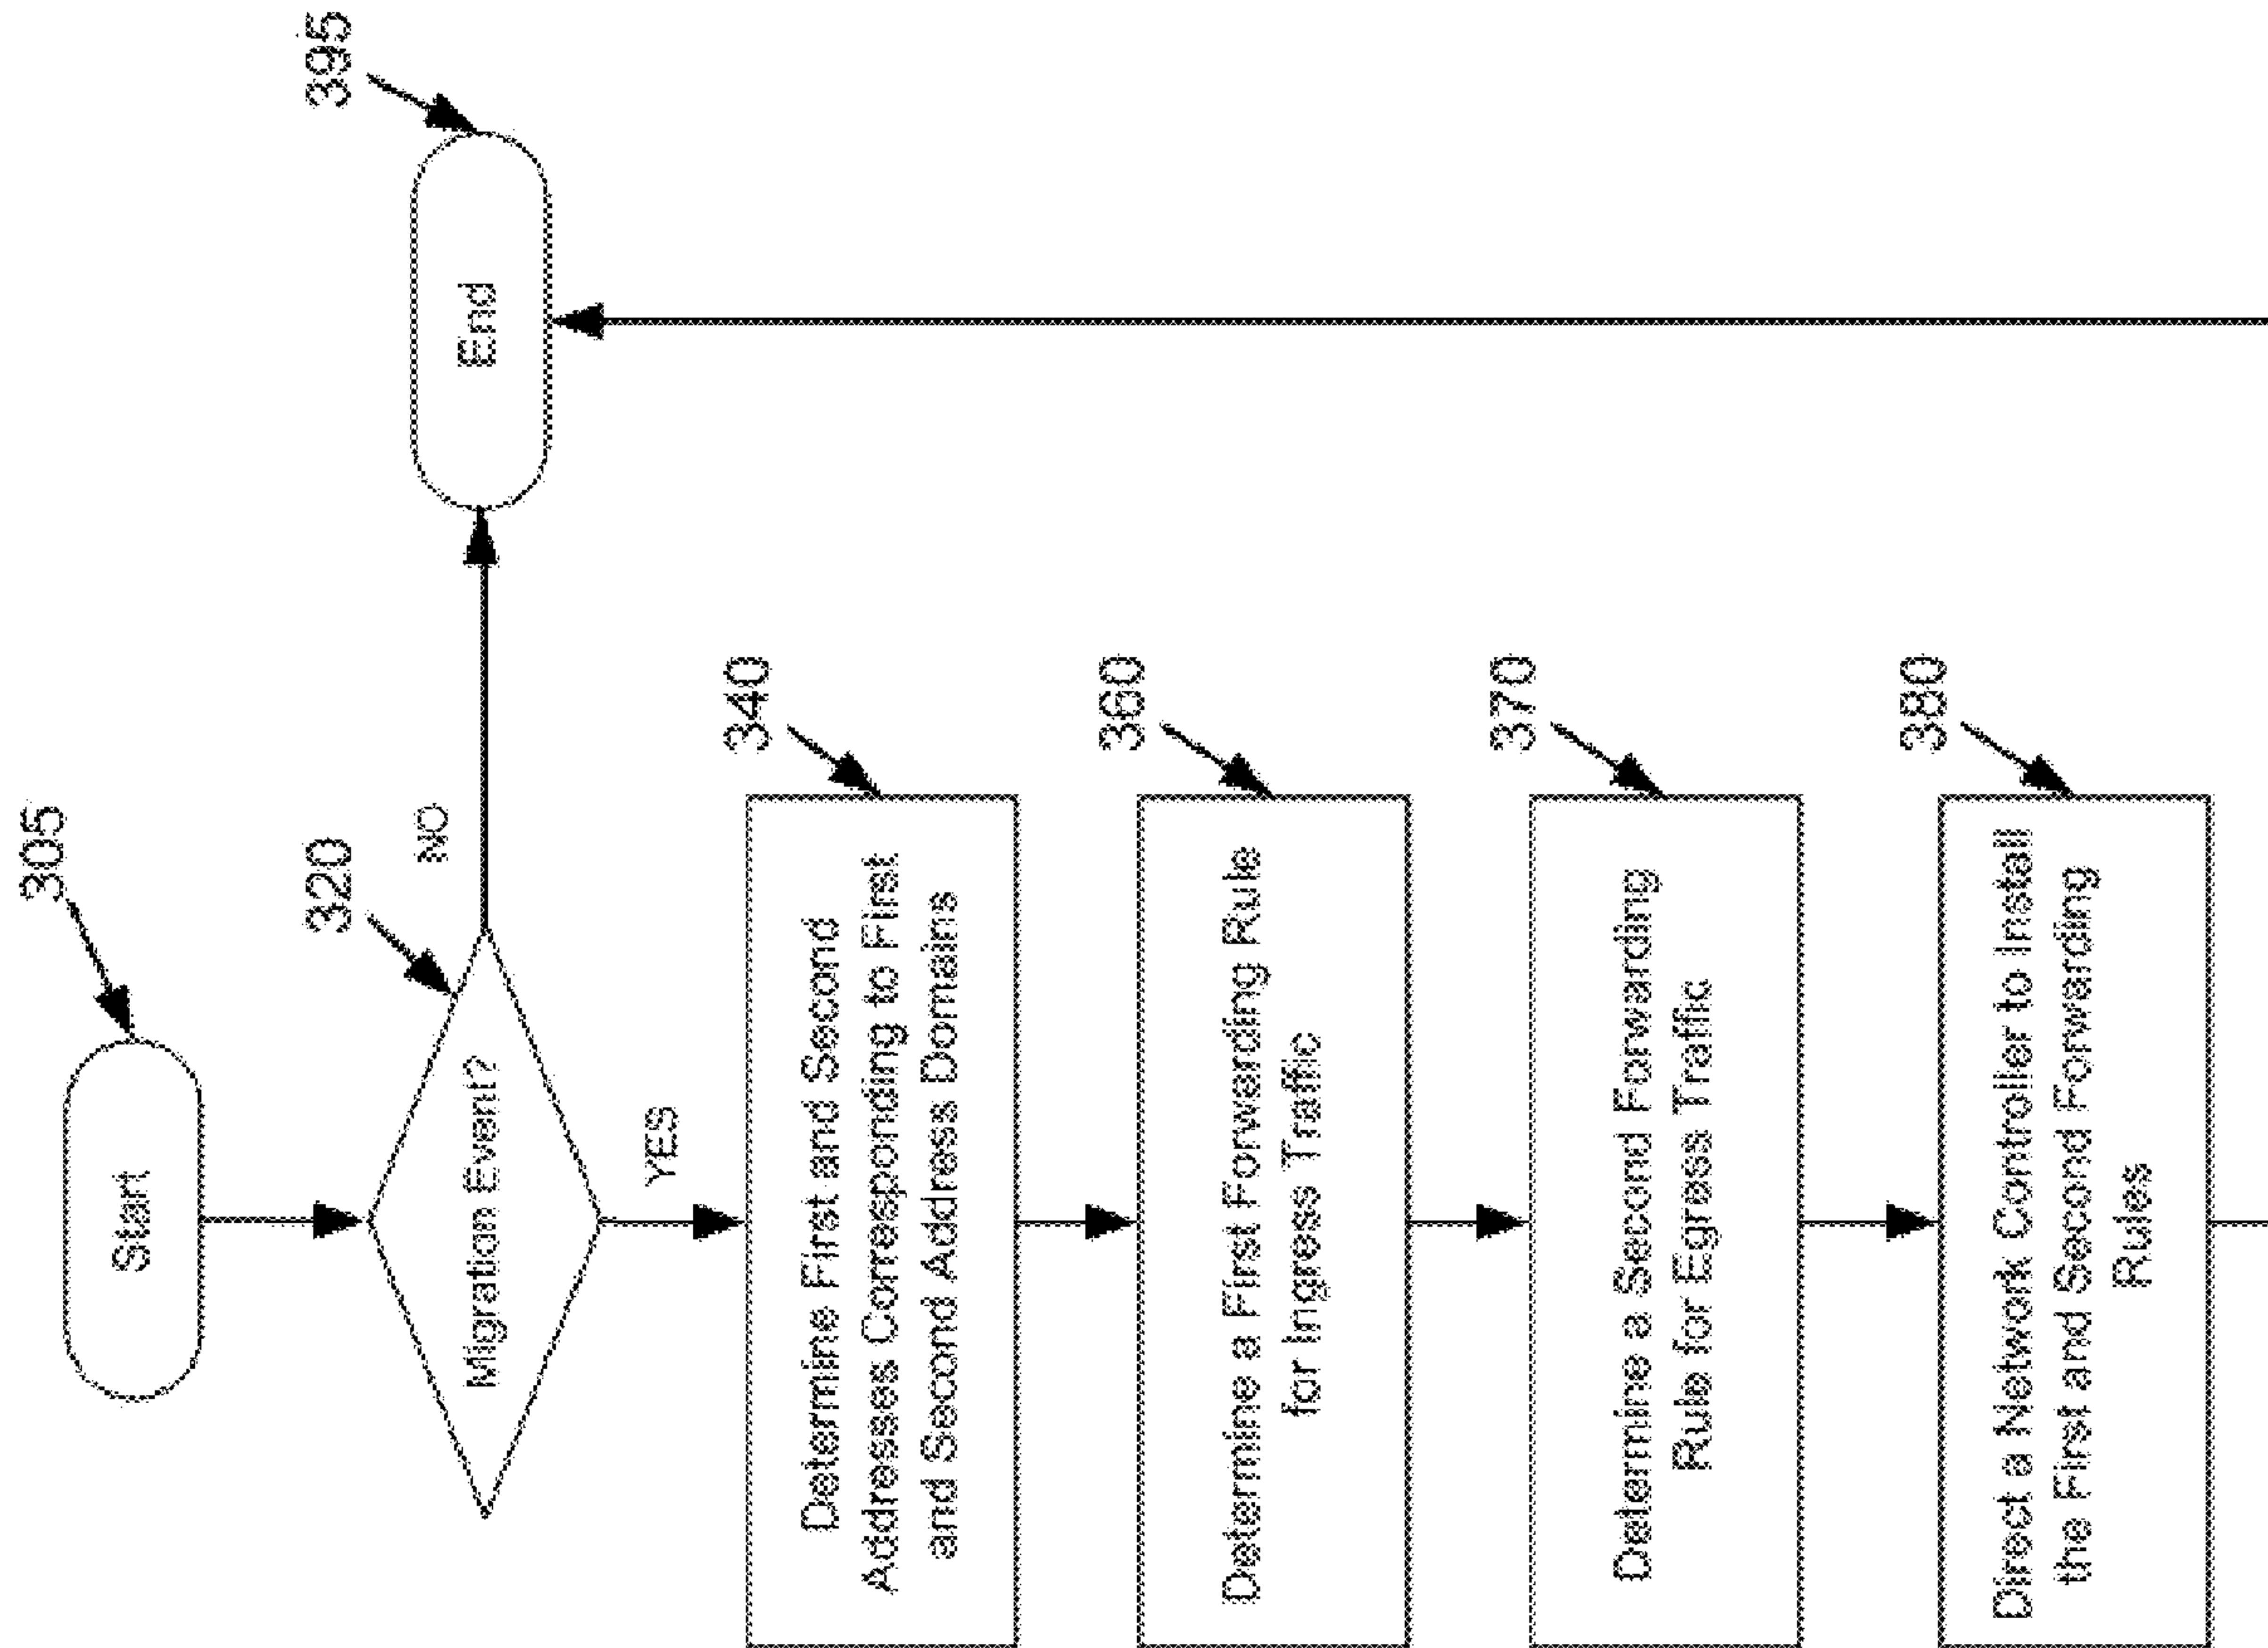 305
Start
320
Migration Event?
NO
395
End
YES
340
Determine First and Second
Addresses Corresponding to First
and Second Address Domains
360
Determine a First Forwarding Rule
for Ingress Traffic
370
Determine a Second Forwarding
Rule for Egress Traffic
380
Direct a Network Controller to Install
the First and Second Forwarding
Rules